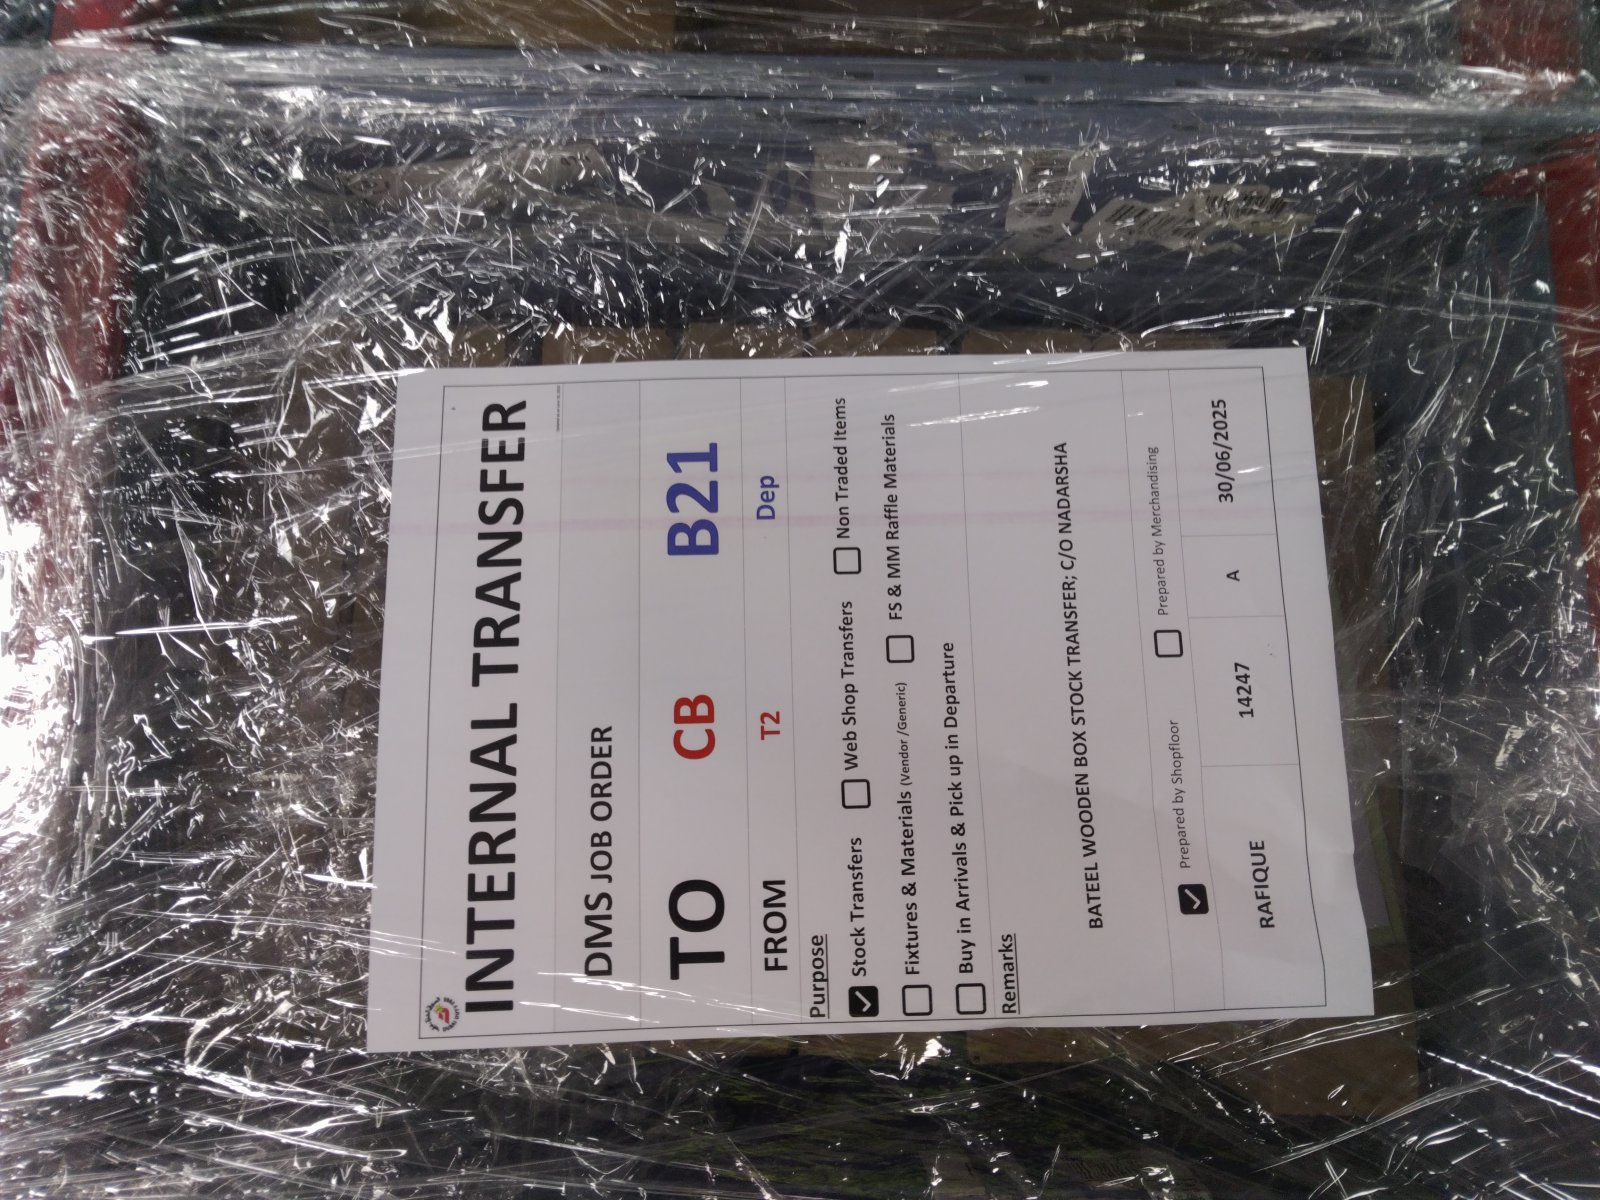 INTERNAL TRANSFER
DMS JOB ORDER
TO CB B21
FROM T2 Dep
Purpose
Stock Transfers Web Shop Transfers Non Traded Items
Fixtures & Materials (Vendor /Generic) FS & MM Raffle Materials
Buy in Arrivals & Pick up in Departure
Remarks
BATEEL WOODEN BOX STOCK TRANSFER; C/O NADARSHA
Prepared by Shopfloor Prepared by Merchandising
RAFIQUE 14247 A 30/06/2025